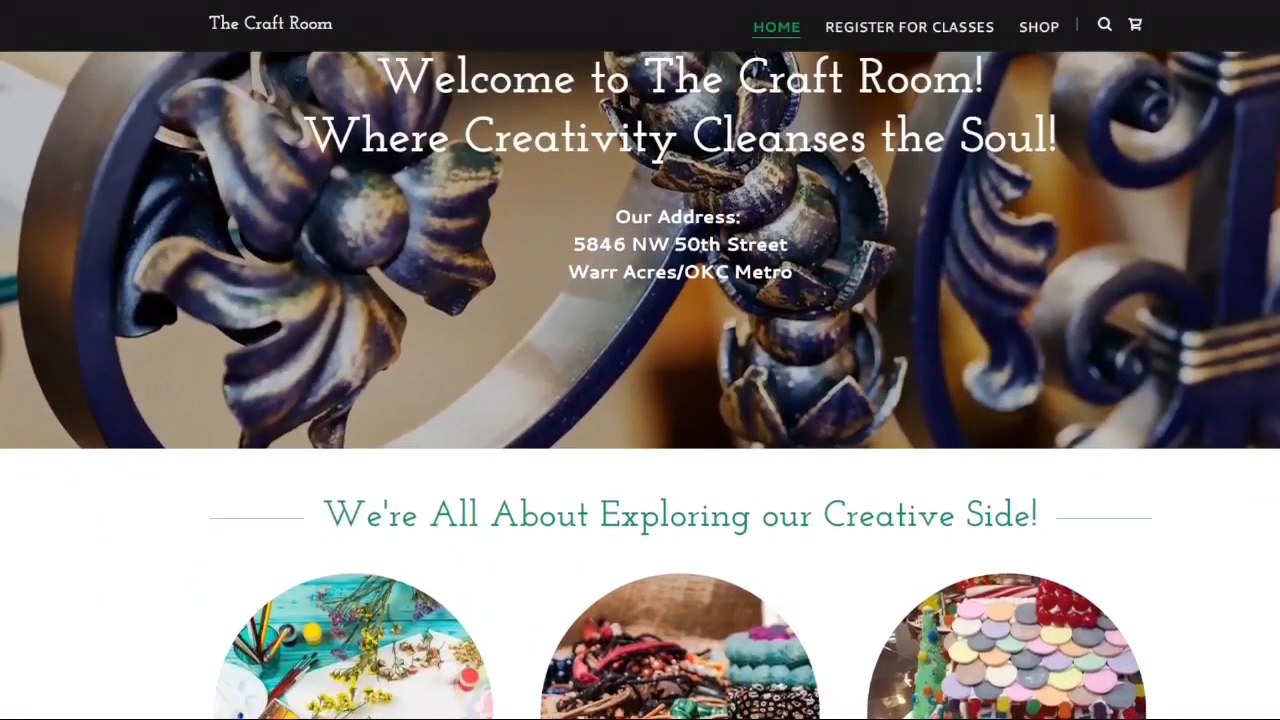 The Craft Room
HOME REGISTER FOR CLASSES SHOP
Welcome to The Craft Room!
Where Creativity Cleanses the Soul!
Our Address:
5846 NW 50th Street
Warr Acres/OKC Metro
We're All About Exploring our Creative Side!